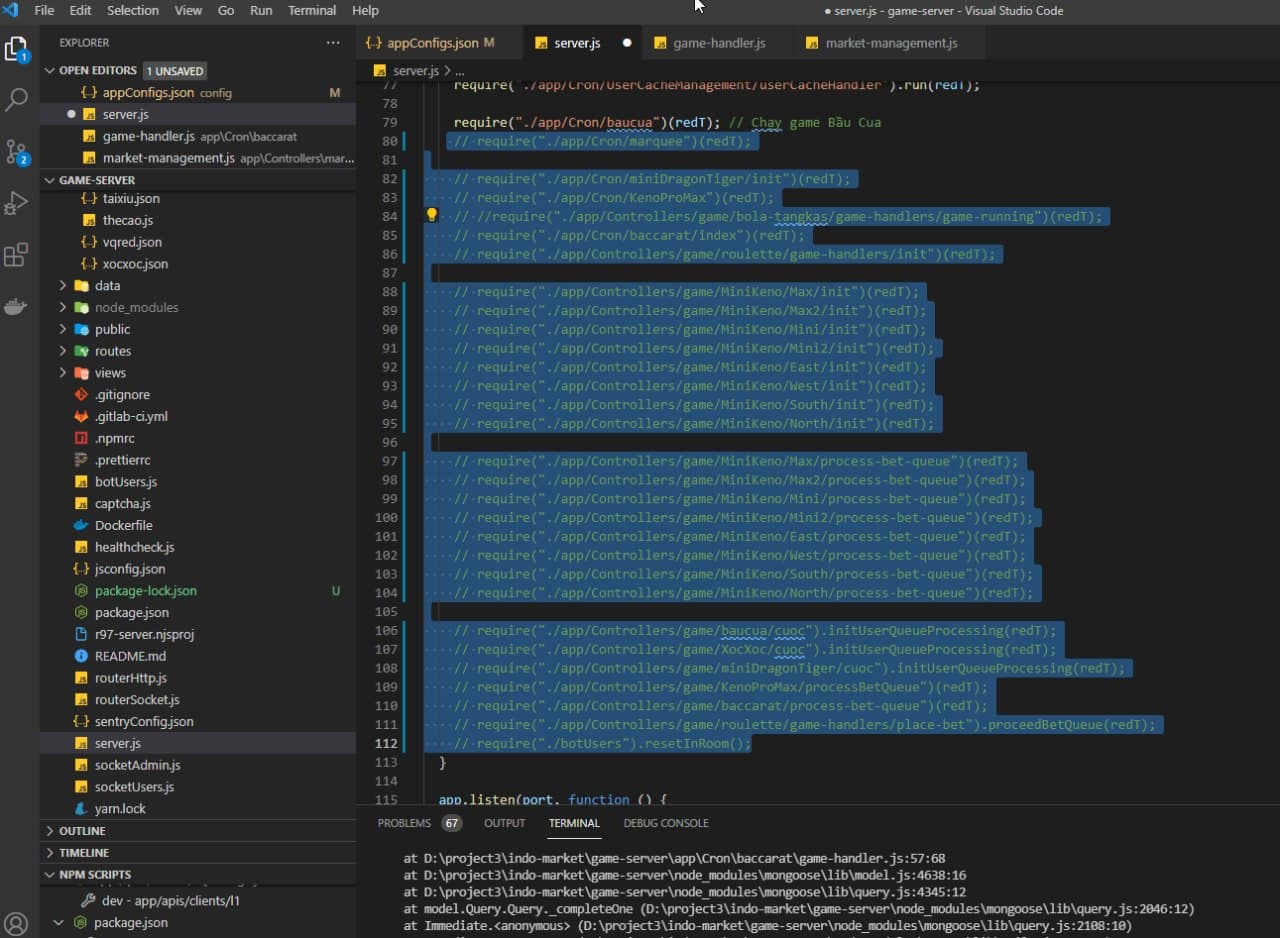 File Edit Selection View Go Run Terminal Help
● server.js - game-server - Visual Studio Code
EXPLORER ...
OPEN EDITORS 1 UNSAVED
{..} appConfigs.json config M
● JS server.js
JS game-handler.js app\Cron\baccarat
JS market-management.js app\Controllers\mar...
GAME-SERVER
{..} taixiu.json
JS thecao.js
{..} vqred.json
{..} xocxoc.json
data
node_modules
public
routes
views
.gitignore
.gitlab-ci.yml
.npmrc
.prettierrc
JS botUsers.js
JS captcha.js
Dockerfile
JS healthcheck.js
{..} jsconfig.json
package-lock.json U
package.json
r97-server.njsproj
README.md
JS routerHttp.js
JS routerSocket.js
{..} sentryConfig.json
JS server.js
JS socketAdmin.js
JS socketUsers.js
yarn.lock
OUTLINE
TIMELINE
NPM SCRIPTS
dev - app/apis/clients/l1
package.json
1
2
{..} appConfigs.json M
JS server.js ●
JS game-handler.js
JS market-management.js
JS server.js > ...
77 require("./app/Cron/UserCacheManagement/userCacheHandler").run(redT);
78
79 require("./app/Cron/baucua")(redT); // Chay game Bầu Cua
80 // require("./app/Cron/marquee")(redT);
81
82 // require("./app/Cron/miniDragonTiger/init")(redT);
83 // require("./app/Cron/KenoProMax")(redT);
84 // //require("./app/Controllers/game/bola-tangkas/game-handlers/game-running")(redT);
85 // require("./app/Cron/baccarat/index")(redT);
86 // require("./app/Controllers/game/roulette/game-handlers/init")(redT);
87
88 // require("./app/Controllers/game/MiniKeno/Max/init")(redT);
89 // require("./app/Controllers/game/MiniKeno/Max2/init")(redT);
90 // require("./app/Controllers/game/MiniKeno/Mini/init")(redT);
91 // require("./app/Controllers/game/MiniKeno/Mini2/init")(redT);
92 // require("./app/Controllers/game/MiniKeno/East/init")(redT);
93 // require("./app/Controllers/game/MiniKeno/West/init")(redT);
94 // require("./app/Controllers/game/MiniKeno/South/init")(redT);
95 // require("./app/Controllers/game/MiniKeno/North/init")(redT);
96
97 // require("./app/Controllers/game/MiniKeno/Max/process-bet-queue")(redT);
98 // require("./app/Controllers/game/MiniKeno/Max2/process-bet-queue")(redT);
99 // require("./app/Controllers/game/MiniKeno/Mini/process-bet-queue")(redT);
100 // require("./app/Controllers/game/MiniKeno/Mini2/process-bet-queue")(redT);
101 // require("./app/Controllers/game/MiniKeno/East/process-bet-queue")(redT);
102 // require("./app/Controllers/game/MiniKeno/West/process-bet-queue")(redT);
103 // require("./app/Controllers/game/MiniKeno/South/process-bet-queue")(redT);
104 // require("./app/Controllers/game/MiniKeno/North/process-bet-queue")(redT);
105
106 // require("./app/Controllers/game/baucua/cuoc").initUserQueueProcessing(redT);
107 // require("./app/Controllers/game/XocXoc/cuoc").initUserQueueProcessing(redT);
108 // require("./app/Controllers/game/miniDragonTiger/cuoc").initUserQueueProcessing(redT);
109 // require("./app/Controllers/game/KenoProMax/processBetQueue")(redT);
110 // require("./app/Controllers/game/baccarat/process-bet-queue")(redT);
111 // require("./app/Controllers/game/roulette/game-handlers/place-bet").proceedBetQueue(redT);
112 // require("./botUsers").resetInRoom();
113 }
114
115 app.listen(port, function () {
PROBLEMS 67 OUTPUT TERMINAL DEBUG CONSOLE
at D:\project3\indo-market\game-server\app\Cron\baccarat\game-handler.js:57:68
at D:\project3\indo-market\game-server\node_modules\mongoose\lib\model.js:4638:16
at D:\project3\indo-market\game-server\node_modules\mongoose\lib\query.js:4345:12
at model.Query.Query._completeOne (D:\project3\indo-market\game-server\node_modules\mongoose\lib\query.js:2046:12)
at Immediate.<anonymous> (D:\project3\indo-market\game-server\node_modules\mongoose\lib\query.js:2108:10)